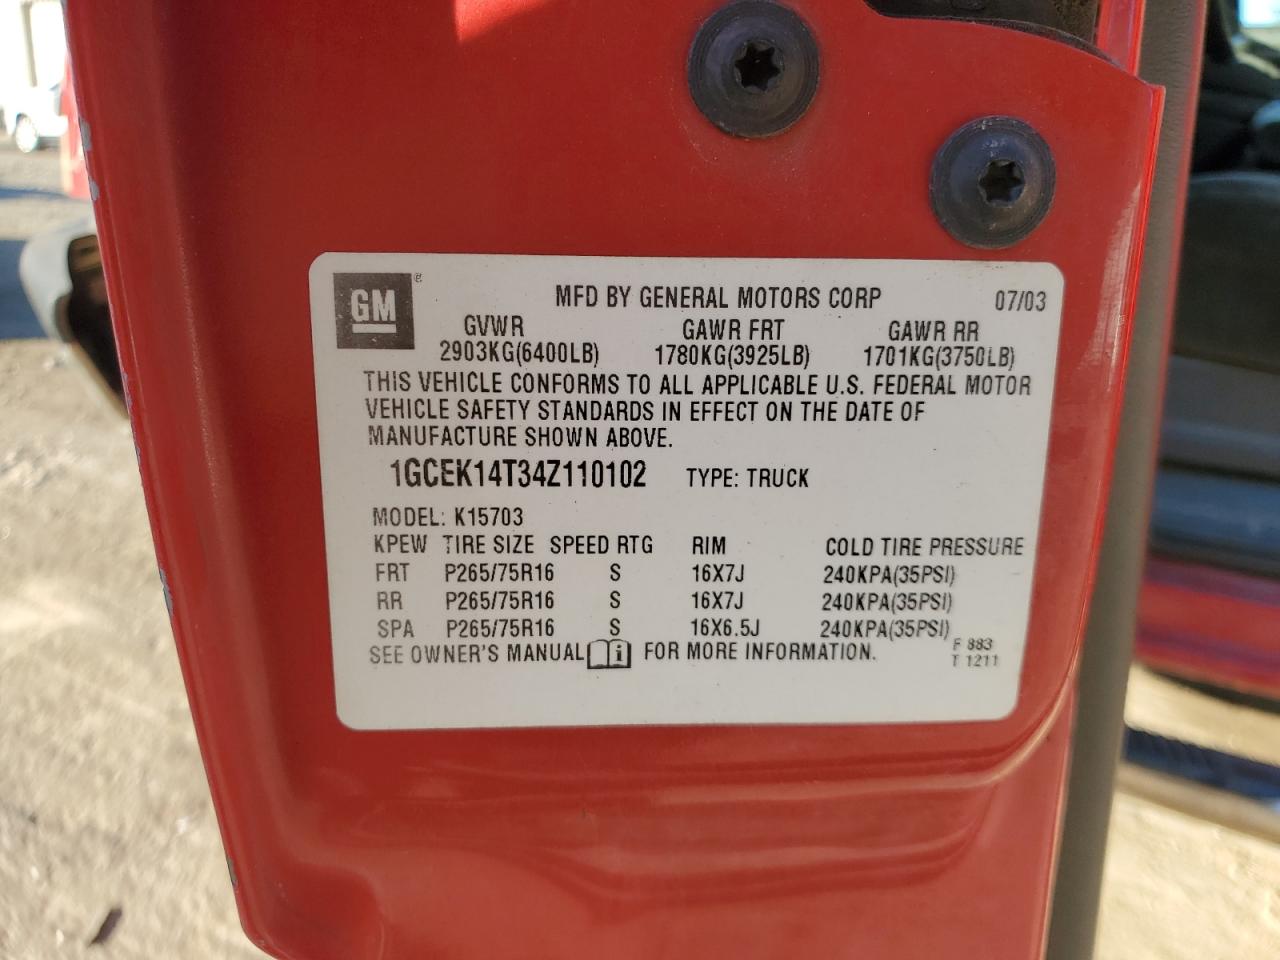 GM
MFD BY GENERAL MOTORS CORP 07/03
GVWR GAWR FRT GAWR RR
2903KG(6400LB) 1780KG(3925LB) 1701KG(3750LB)
THIS VEHICLE CONFORMS TO ALL APPLICABLE U.S. FEDERAL MOTOR
VEHICLE SAFETY STANDARDS IN EFFECT ON THE DATE OF
MANUFACTURE SHOWN ABOVE.
1GCEK14T34Z110102 TYPE: TRUCK
MODEL: K15703
KPEW TIRE SIZE SPEED RTG RIM COLD TIRE PRESSURE
FRT P265/75R16 S 16X7J 240KPA(35PSI)
RR P265/75R16 S 16X7J 240KPA(35PSI)
SPA P265/75R16 S 16X6.5J 240KPA(35PSI)
SEE OWNER'S MANUAL i FOR MORE INFORMATION.
F 883
T 1211